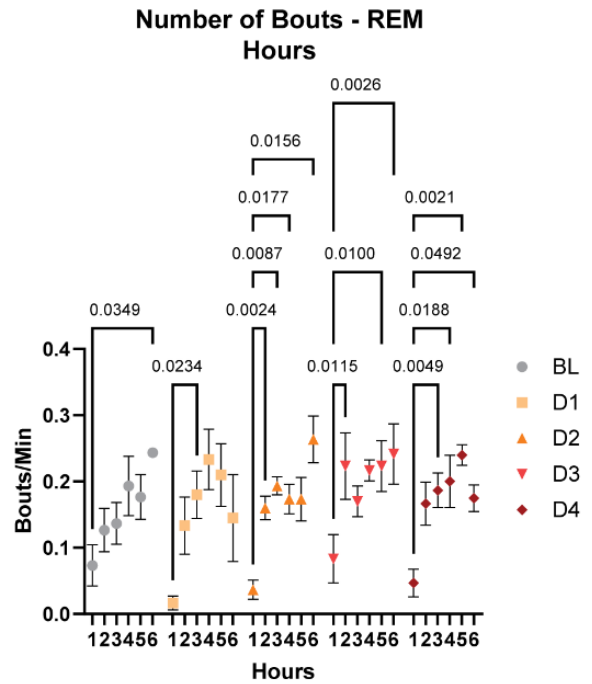 Number of Bouts - REM
Hours
0.0026
0.0156
0.0177
0.0021
0.0087
0.0100
0.0492
0.0349
0.0024
0.0188
0.0234
0.0115
0.0049
Bouts/Min
0.4
0.3
0.2
0.1
0.0
123456 123456 123456 123456 123456
Hours
BL
D1
D2
D3
D4